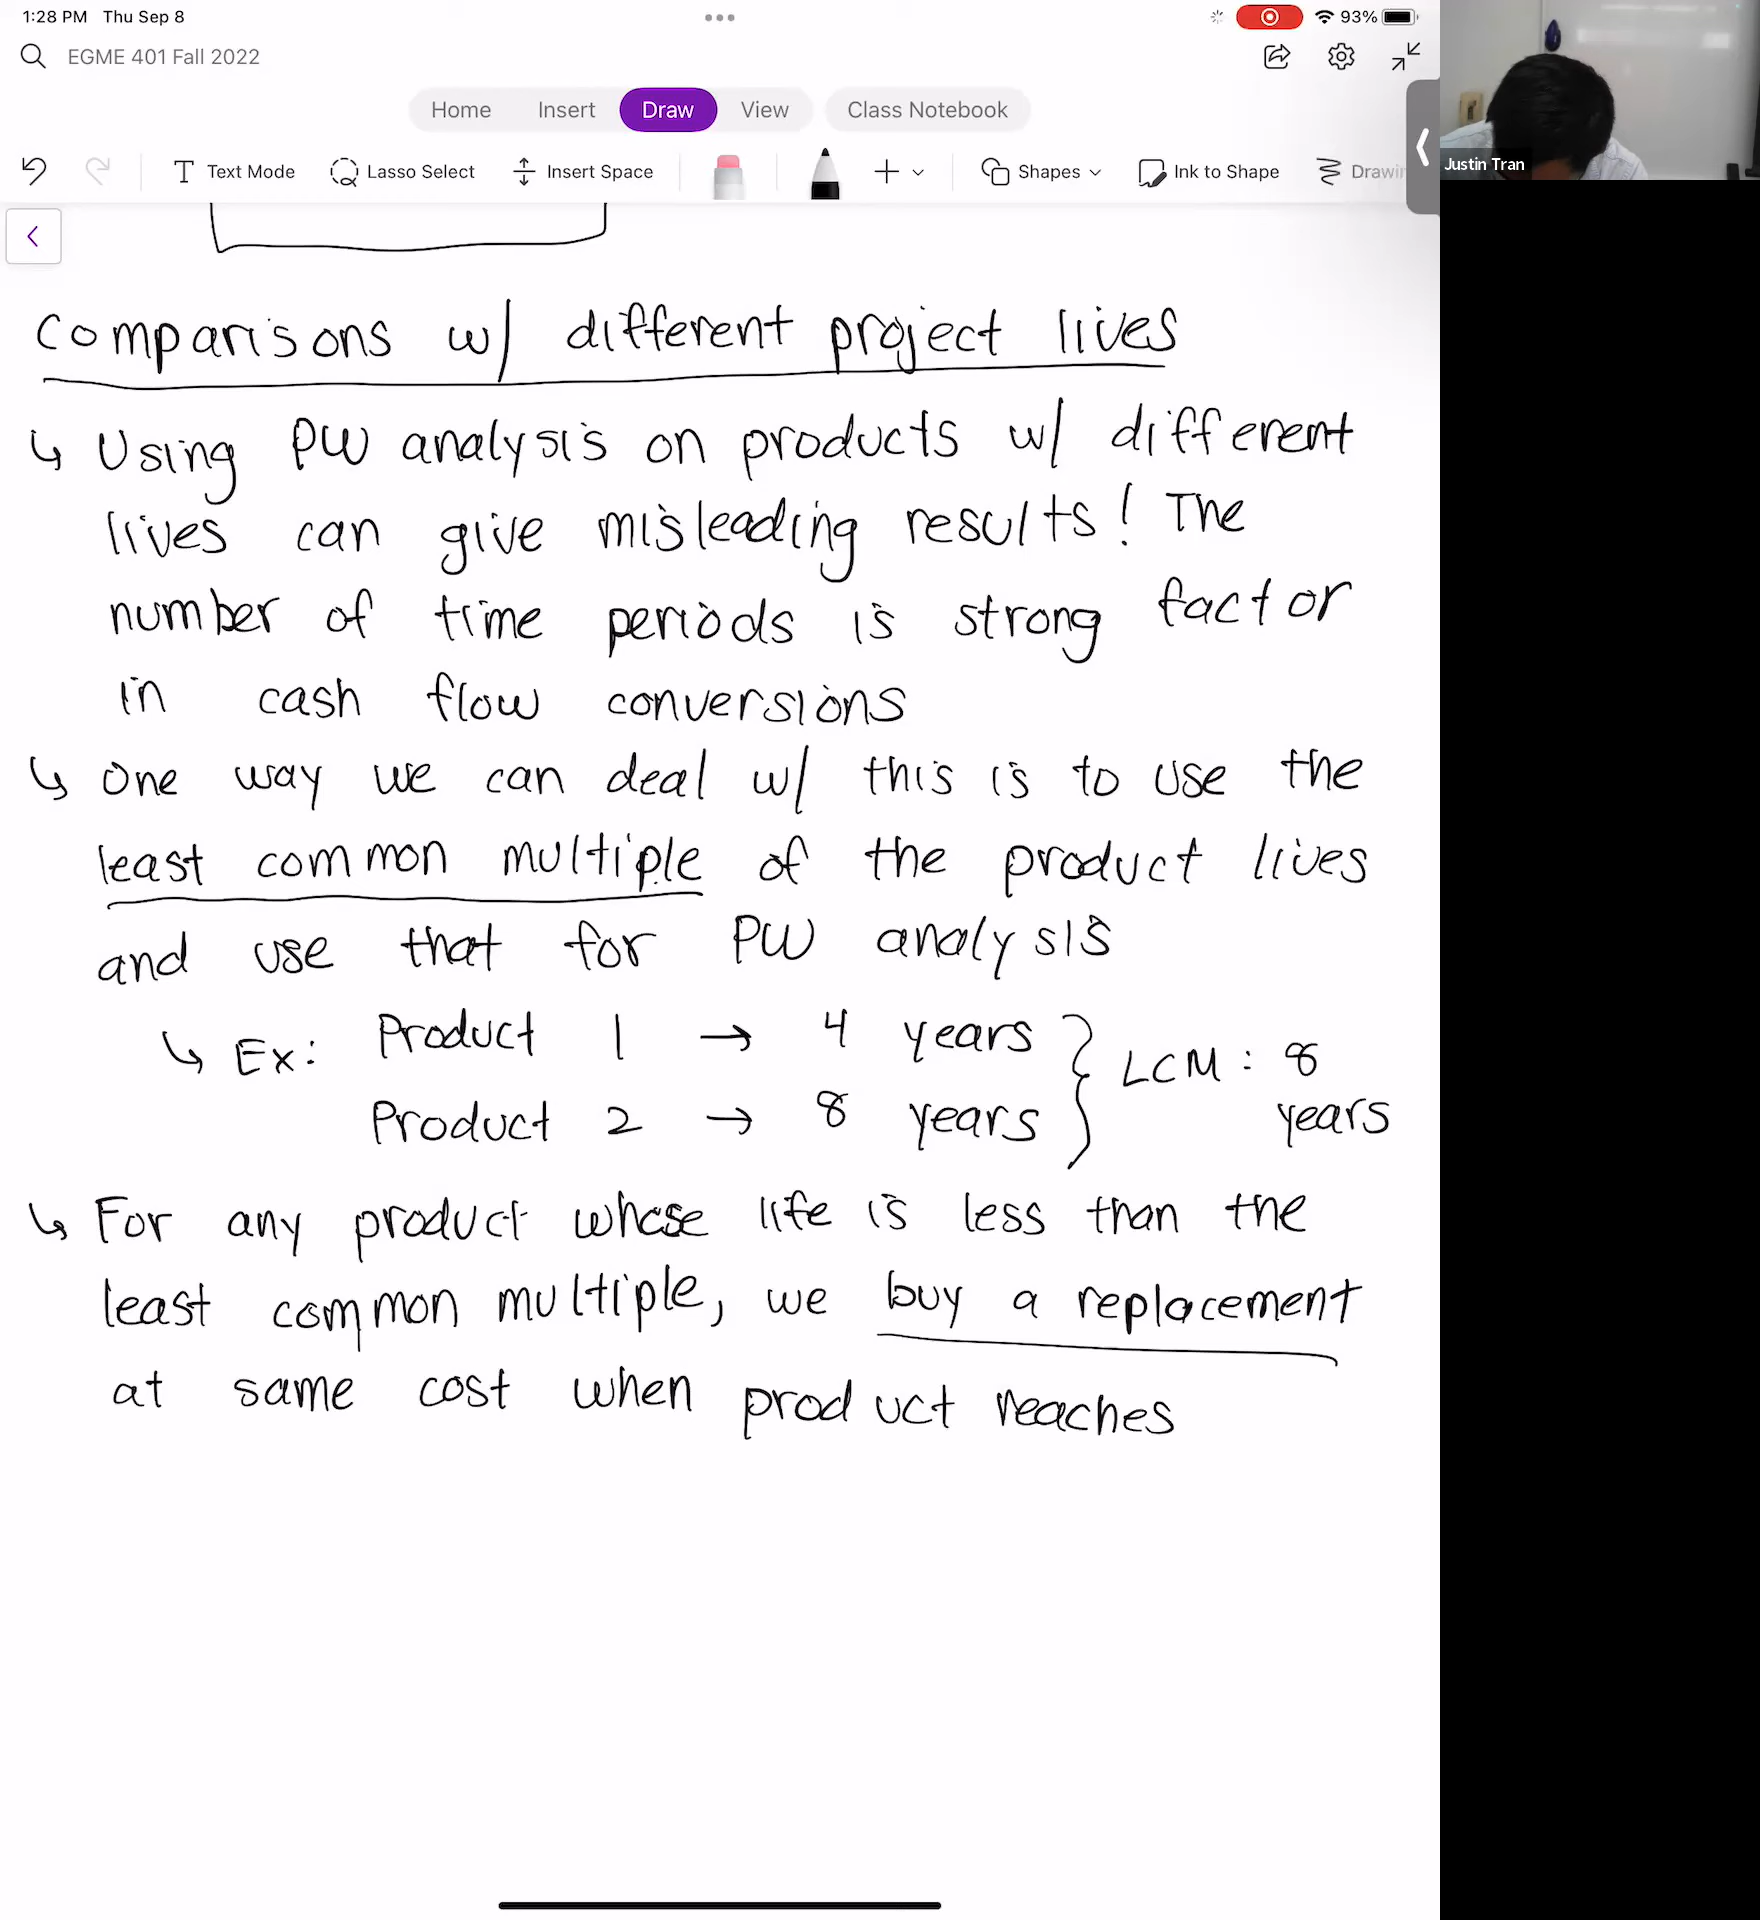 1:28 PM Thu Sep 8
93%
EGME 401 Fall 2022
Home Insert Draw View Class Notebook
Text Mode Lasso Select Insert Space Shapes Ink to Shape Drawi
Justin Tran
Comparisons w/ different project lives
↳ Using PW analysis on products w/ different
lives can give misleading results! The
number of time periods is strong factor
in cash flow conversions
↳ One way we can deal w/ this is to use the
least common multiple of the product lives
and use that for PW analysis
↳ Ex: Product 1 → 4 years } LCM: 8
Product 2 → 8 years years
↳ For any product whose life is less than the
least common multiple, we buy a replacement
at same cost when product reaches